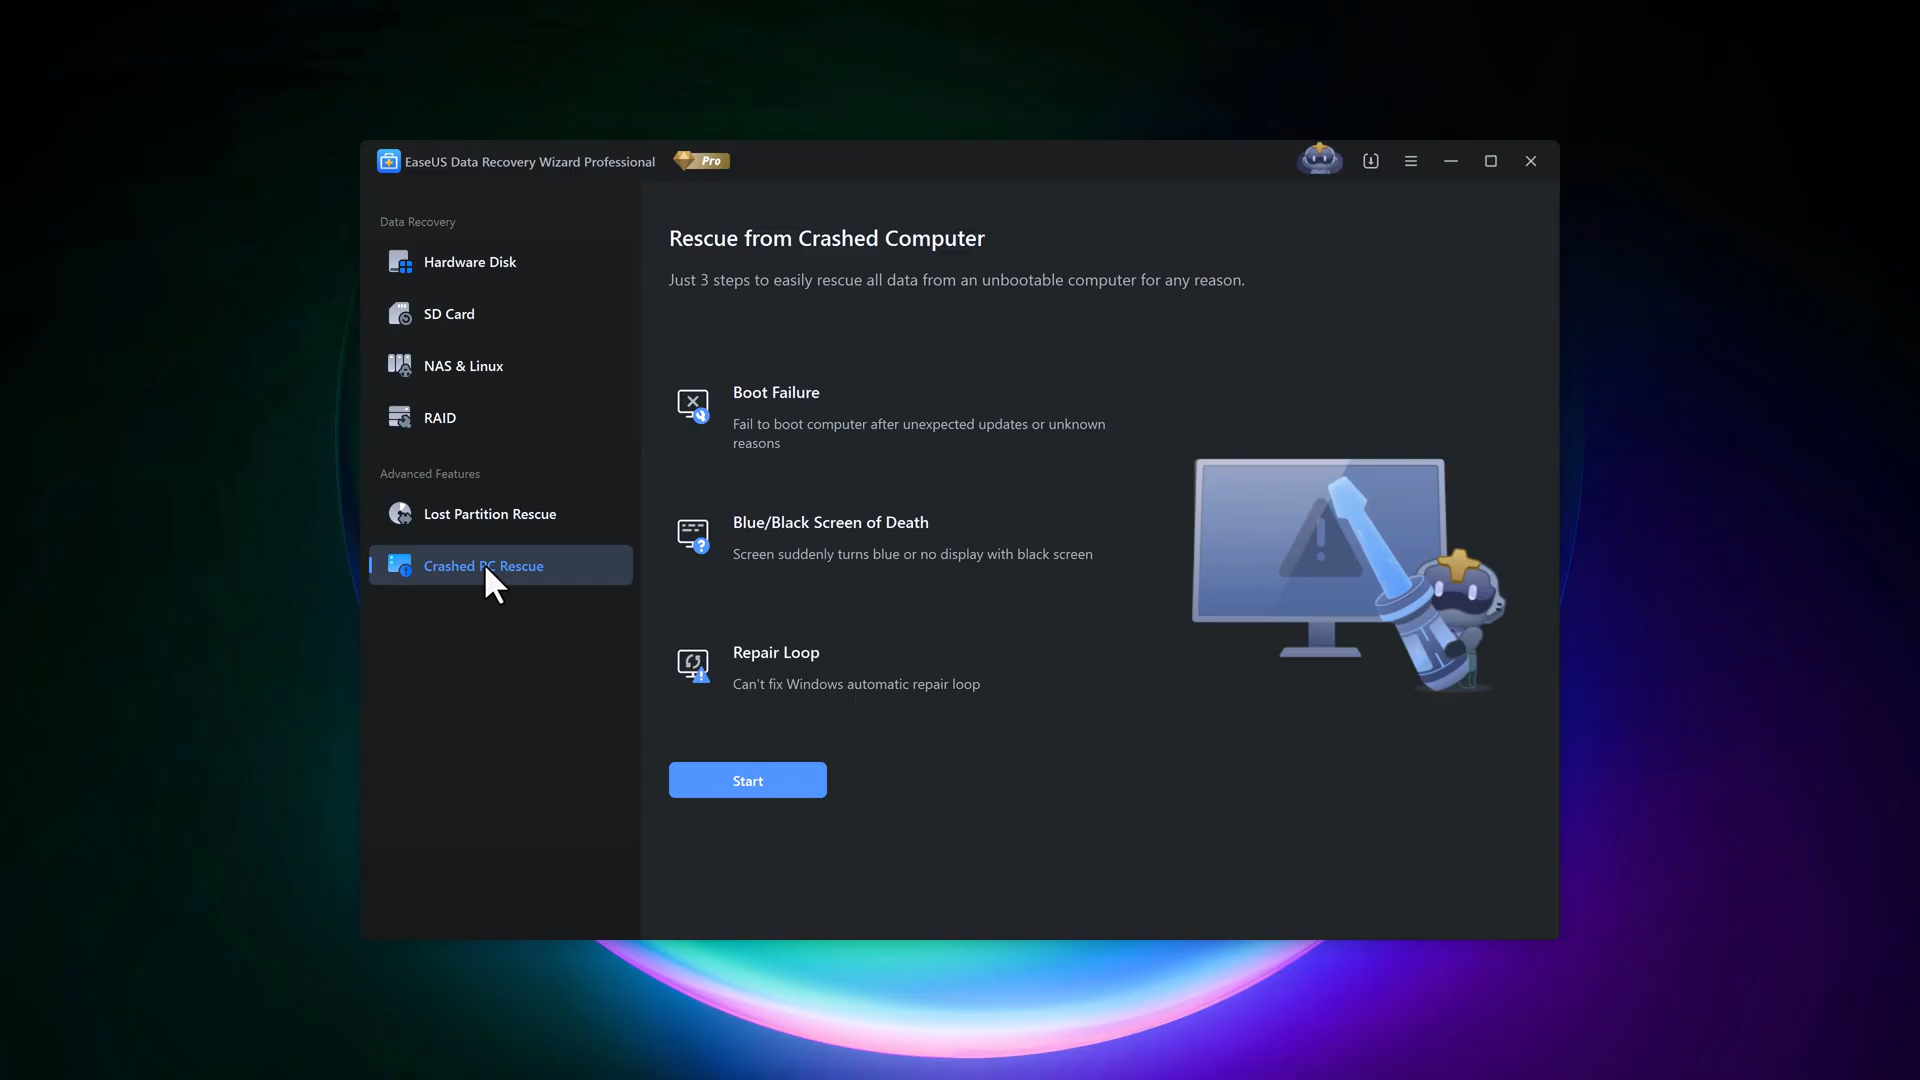 EaseUS Data Recovery Wizard Professional
Pro
Data Recovery
Hardware Disk
SD Card
NAS & Linux
RAID
Advanced Features
Lost Partition Rescue
Crashed PC Rescue
Rescue from Crashed Computer
Just 3 steps to easily rescue all data from an unbootable computer for any reason.
Boot Failure
Fail to boot computer after unexpected updates or unknown
reasons
Blue/Black Screen of Death
Screen suddenly turns blue or no display with black screen
Repair Loop
Can't fix Windows automatic repair loop
Start